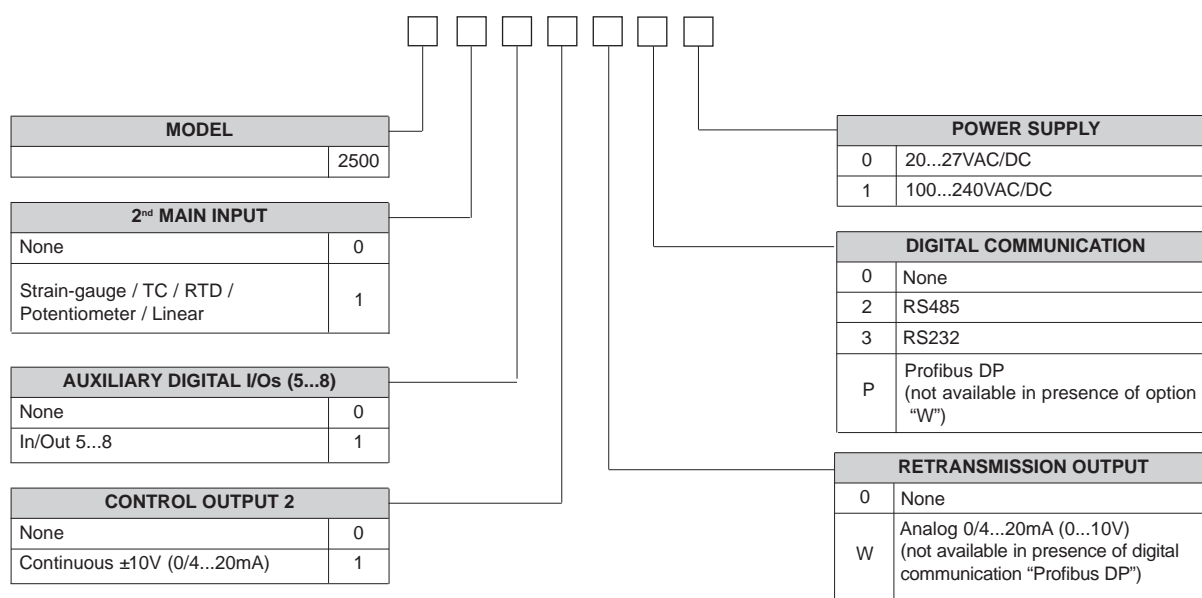 MODEL
2500
2nd MAIN INPUT
None 0
Strain-gauge / TC / RTD /
Potentiometer / Linear
1
AUXILIARY DIGITAL I/Os (5...8)
None 0
In/Out 5...8 1
CONTROL OUTPUT 2
None 0
Continuous ±10V (0/4...20mA) 1
POWER SUPPLY
0 20...27VAC/DC
1 100...240VAC/DC
DIGITAL COMMUNICATION
0 None
2 RS485
3 RS232
P
Profibus DP
(not available in presence of option
“W”)
RETRANSMISSION OUTPUT
0 None
W
Analog 0/4...20mA (0...10V)
(not available in presence of digital
communication “Profibus DP”)